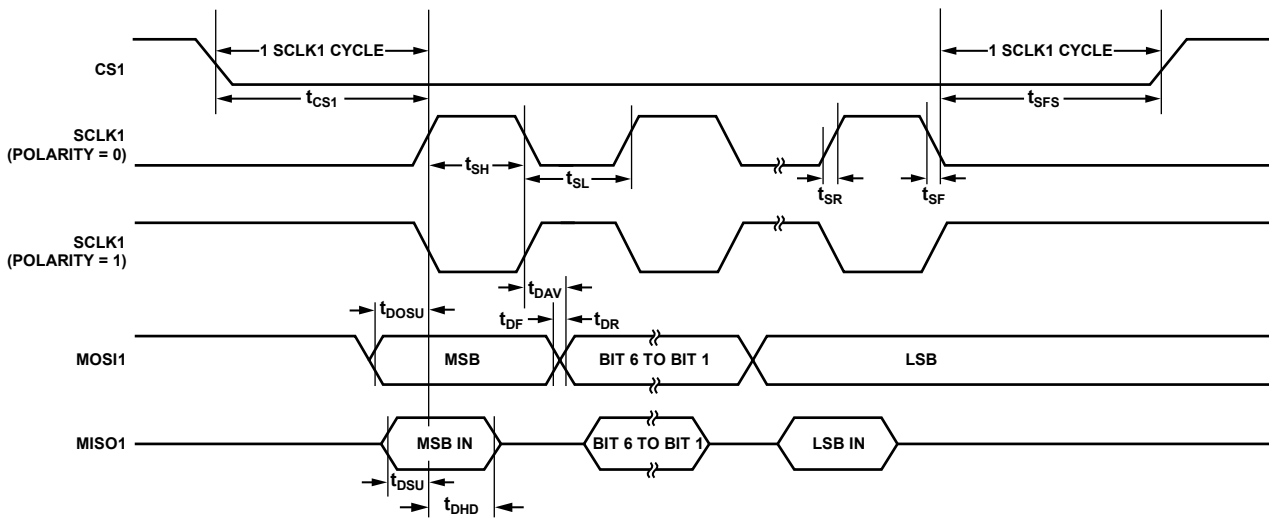 1 SCLK1 CYCLE
1 SCLK1 CYCLE
CS1
tCS1
tSFS
SCLK1
(POLARITY = 0)
tSH
tSL
tSR
tSF
SCLK1
(POLARITY = 1)
tDAV
tDOSU
tDF
tDR
MOSI1
MSB
BIT 6 TO BIT 1
LSB
MISO1
MSB IN
BIT 6 TO BIT 1
LSB IN
tDSU
tDHD